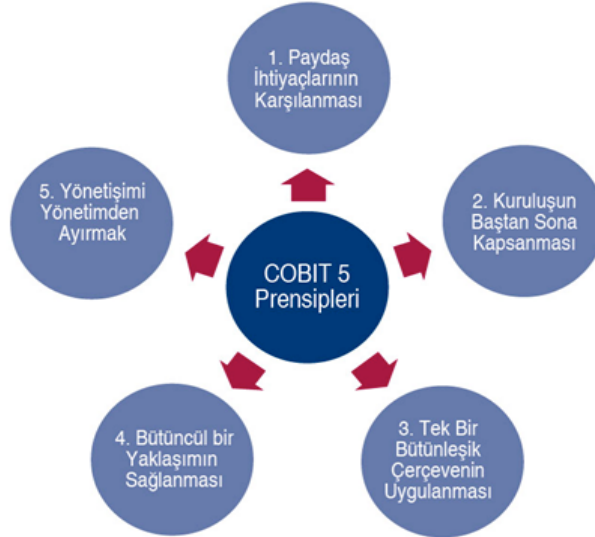 1. Paydaş
İhtiyaçlarının
Karşılanması
2. Kuruluşun
Baştan Sona
Kapsanması
3. Tek Bir
Bütünleşik
Çerçevenin
Uygulanması
4. Bütüncül bir
Yaklaşımın
Sağlanması
5. Yönetişimi
Yönetimden
Ayırmak
COBIT 5
Prensipleri